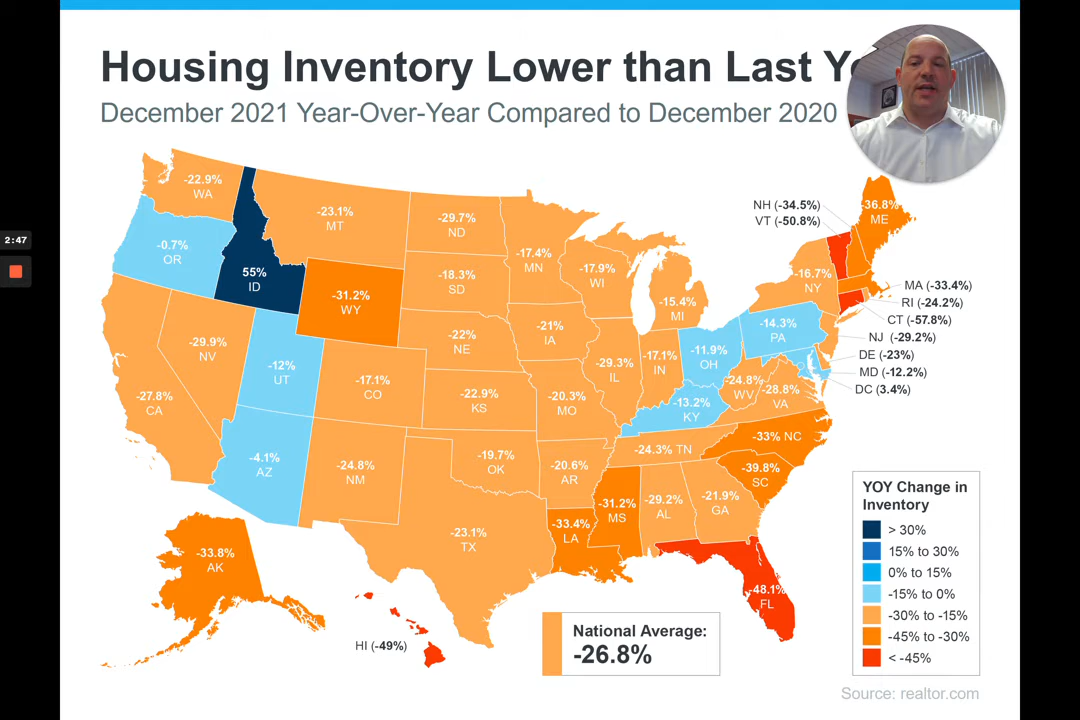 Housing Inventory Lower than Last
December 2021 Year-Over-Year Compared to December 2020
-22.9%
WA
-0.7%
OR
55%
ID
-23.1%
MT
-29.7%
ND
-17.4%
MN
-17.9%
WI
-15.4%
MI
NH (-34.5%)
VT (-50.8%)
-36.8%
ME
-16.7%
NY
MA (-33.4%)
RI (-24.2%)
CT (-57.8%)
NJ (-29.2%)
DE (-23%)
MD (-12.2%)
DC (3.4%)
2:47
-31.2%
WY
-18.3%
SD
-22%
NE
-21%
IA
-29.3%
IL
-17.1%
IN
-11.9%
OH
-14.3%
PA
-29.9%
NV
-12%
UT
-17.1%
CO
-22.9%
KS
-20.3%
MO
-13.2%
KY
-24.8%
WV
-28.8%
VA
-27.8%
CA
-4.1%
AZ
-24.8%
NM
-19.7%
OK
-20.6%
AR
-24.3% TN
-33% NC
-39.8%
SC
-23.1%
TX
-33.4%
LA
-31.2%
MS
-29.2%
AL
-21.9%
GA
-48.1%
FL
-33.8%
AK
HI (-49%)
National Average:
-26.8%
YOY Change in
Inventory
> 30%
15% to 30%
0% to 15%
-15% to 0%
-30% to -15%
-45% to -30%
< -45%
Source: realtor.com